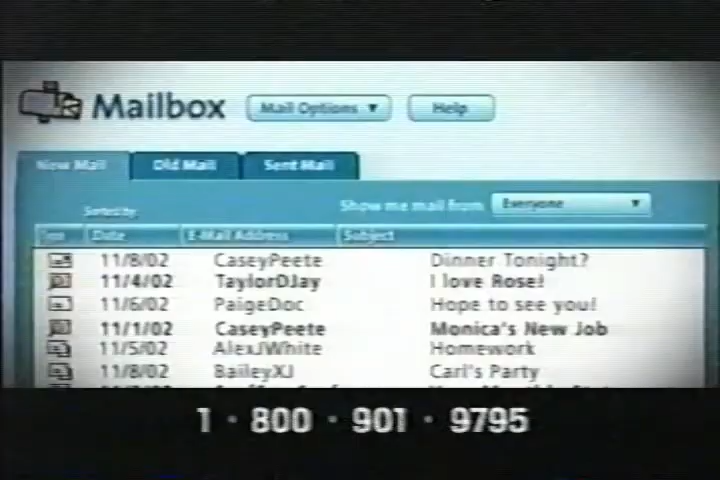 Mailbox Mail Options Help
New Mail Old Mail Sent Mail
Sorted by Show me mail from Everyone
Type Date E-Mail Address Subject
11/8/02 CaseyPeete Dinner Tonight?
11/4/02 TaylorDJay I love Rose!
11/6/02 PaigeDoc Hope to see you!
11/1/02 CaseyPeete Monica's New Job
11/5/02 AlexJWhite Homework
11/8/02 BaileyXJ Carl's Party
1 · 800 · 901 · 9795